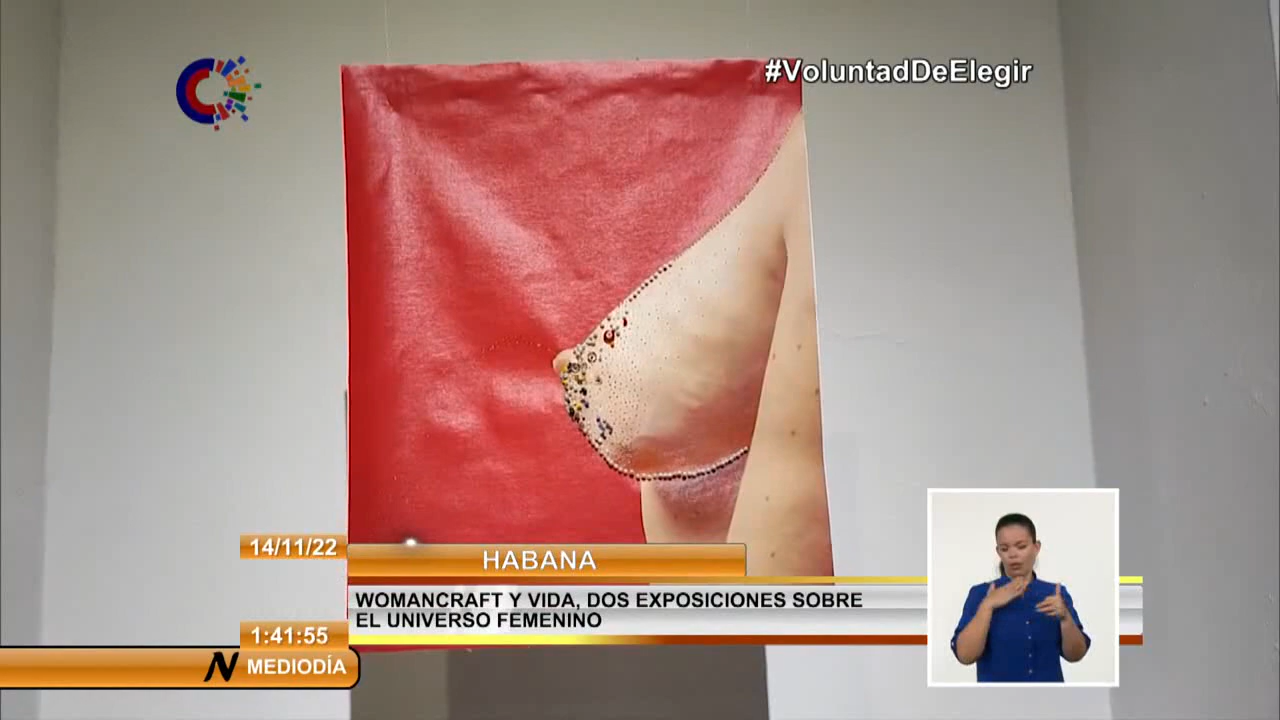 #VoluntadDeElegir
14/11/22
HABANA
WOMANCRAFT Y VIDA, DOS EXPOSICIONES SOBRE
EL UNIVERSO FEMENINO
1:41:55
N MEDIODÍA